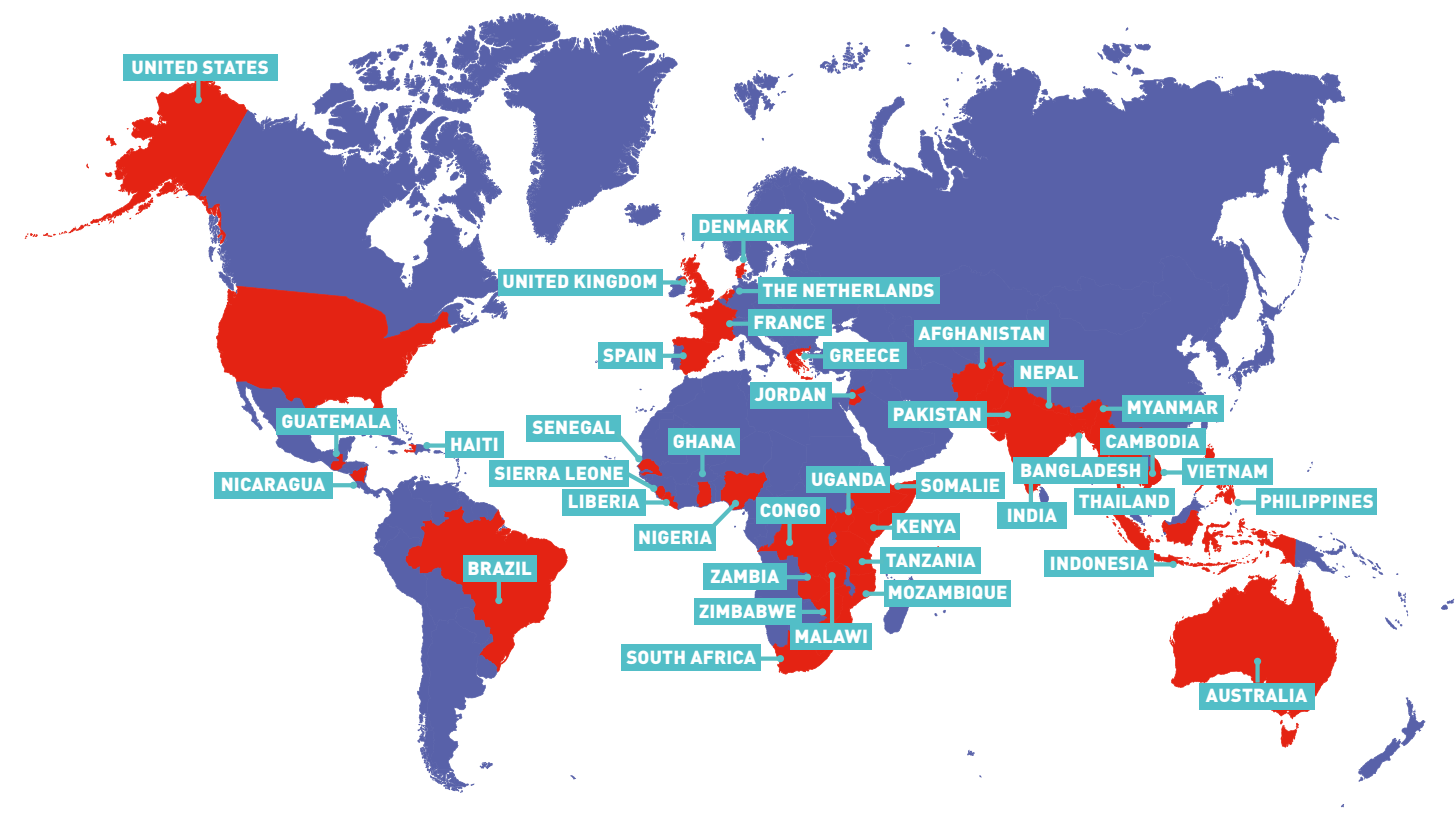 UNITED STATES
DENMARK
UNITED KINGDOM
THE NETHERLANDS
FRANCE
AFGHANISTAN
SPAIN
GREECE
NEPAL
JORDAN
MYANMAR
PAKISTAN
GUATEMALA
SENEGAL
GHANA
CAMBODIA
HAITI
SIERRA LEONE
BANGLADESH
VIETNAM
NICARAGUA
UGANDA
SOMALIE
LIBERIA
THAILAND
PHILIPPINES
CONGO
INDIA
KENYA
NIGERIA
TANZANIA
INDONESIA
BRAZIL
ZAMBIA
MOZAMBIQUE
ZIMBABWE
MALAWI
SOUTH AFRICA
AUSTRALIA